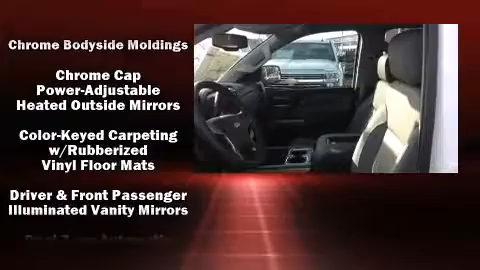 Chrome Bodyside Moldings
Chrome Cap
Power-Adjustable
Heated Outside Mirrors
Color-Keyed Carpeting
w/Rubberized
Vinyl Floor Mats
Driver & Front Passenger
Illuminated Vanity Mirrors